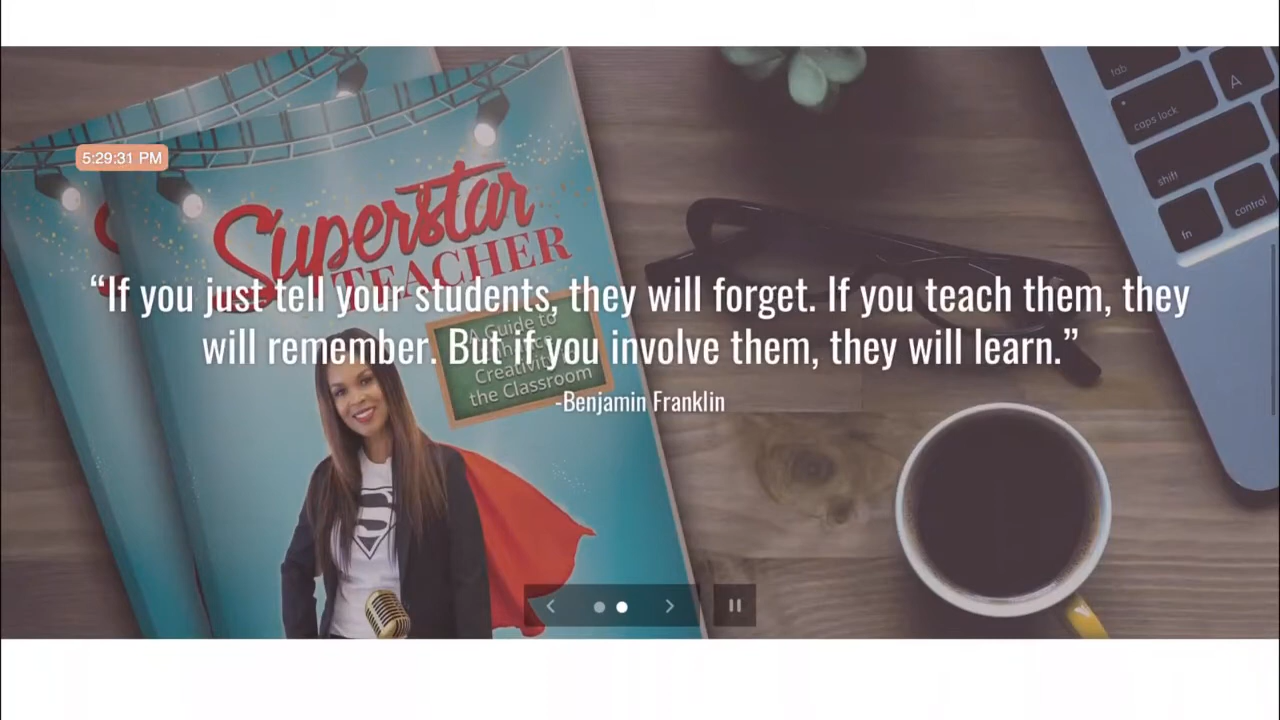 tab
A
caps lock
shift
control
fn
5:29:31 PM
Superstar
TEACHER
“If you just tell your students, they will forget. If you teach them, they
will remember. But if you involve them, they will learn.”
-Benjamin Franklin
A Guide to
Creativity
the Classroom
S